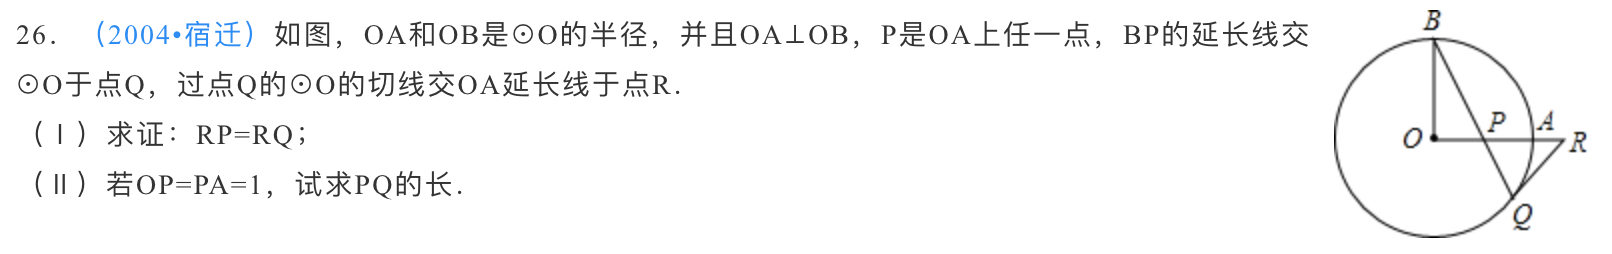 26. （2004•宿迁）如图，OA和OB是⊙O的半径，并且OA⊥OB，P是OA上任一点，BP的延长线交
⊙O于点Q，过点Q的⊙O的切线交OA延长线于点R.
（Ⅰ）求证：RP=RQ；
（Ⅱ）若OP=PA=1，试求PQ的长.
B
O
P
A
R
Q